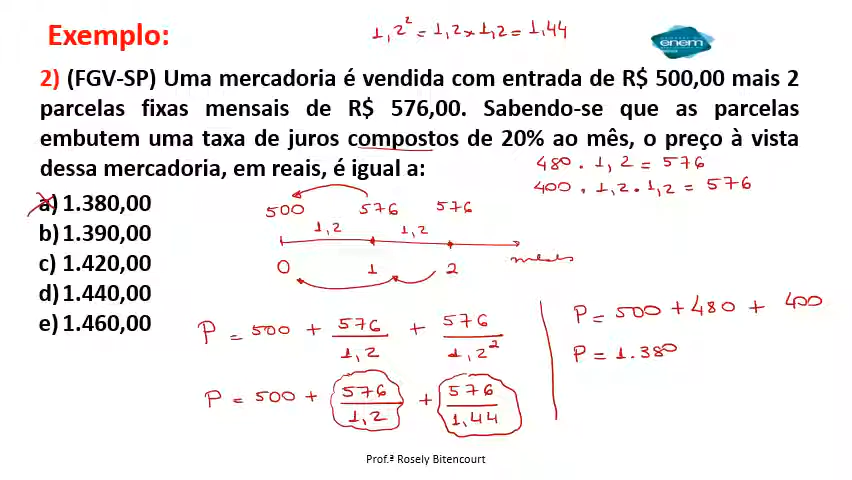 Exemplo:
1,2² = 1,2 × 1,2 = 1,44
enem
2) (FGV-SP) Uma mercadoria é vendida com entrada de R$ 500,00 mais 2
parcelas fixas mensais de R$ 576,00. Sabendo-se que as parcelas
embutem uma taxa de juros compostos de 20% ao mês, o preço à vista
dessa mercadoria, em reais, é igual a:
480 . 1,2 = 576
400 . 1,2 . 1,2 = 576
a) 1.380,00
b) 1.390,00
c) 1.420,00
d) 1.440,00
e) 1.460,00
500 576 576
1,2 1,2
0 1 2 meses
P = 500 + 576/1,2 + 576/1,2²
P = 500 + 576/1,2 + 576/1,44
P = 500 + 480 + 400
P = 1.380
Prof.ª Rosely Bitencourt